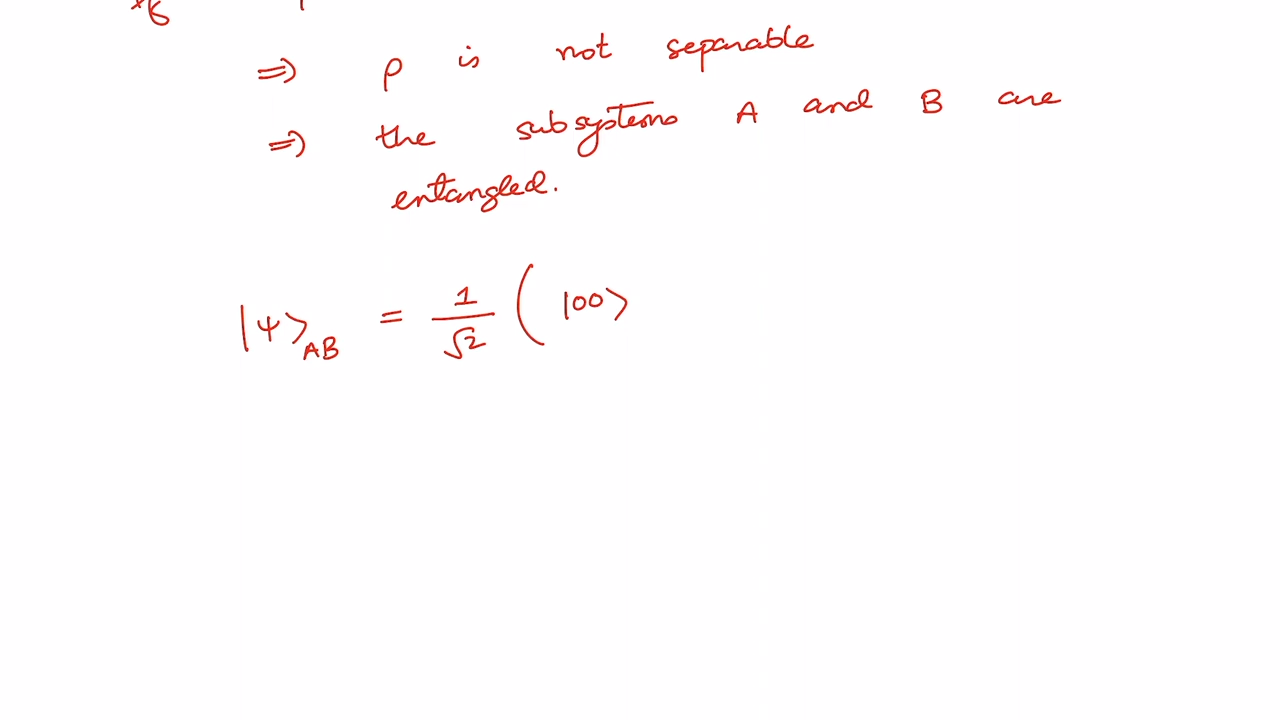 ⇒ ρ is not separable
⇒ the subsystems A and B are
entangled.
|ψ⟩_AB = 1/√2 ( |00⟩